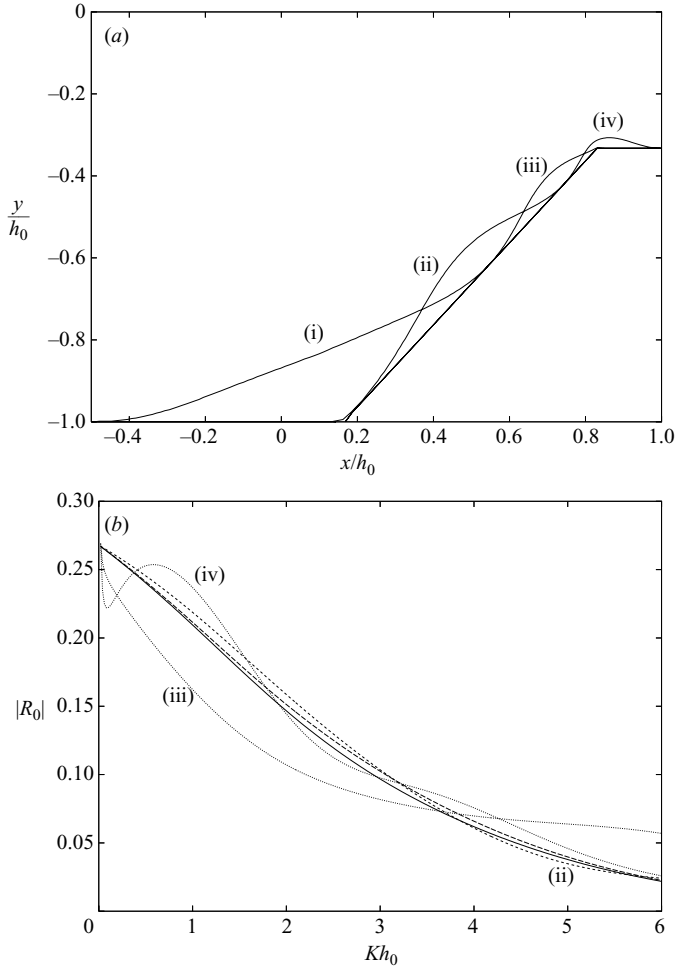 (a)
0
–0.2
–0.4
–0.6
–0.8
–1.0
y
h0
(i)
(ii)
(iii)
(iv)
–0.4
–0.2
0
0.2
0.4
0.6
0.8
1.0
x/h0
(b)
0.30
0.25
0.20
0.15
0.10
0.05
|R0|
(iv)
(iii)
(ii)
0
1
2
3
4
5
6
Kh0